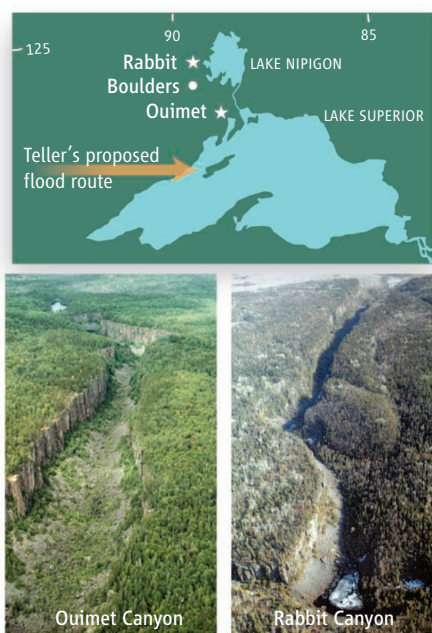 90
85
125
Rabbit
LAKE NIPIGON
Boulders
Ouimet
LAKE SUPERIOR
Teller’s proposed
flood route
Ouimet Canyon
Rabbit Canyon